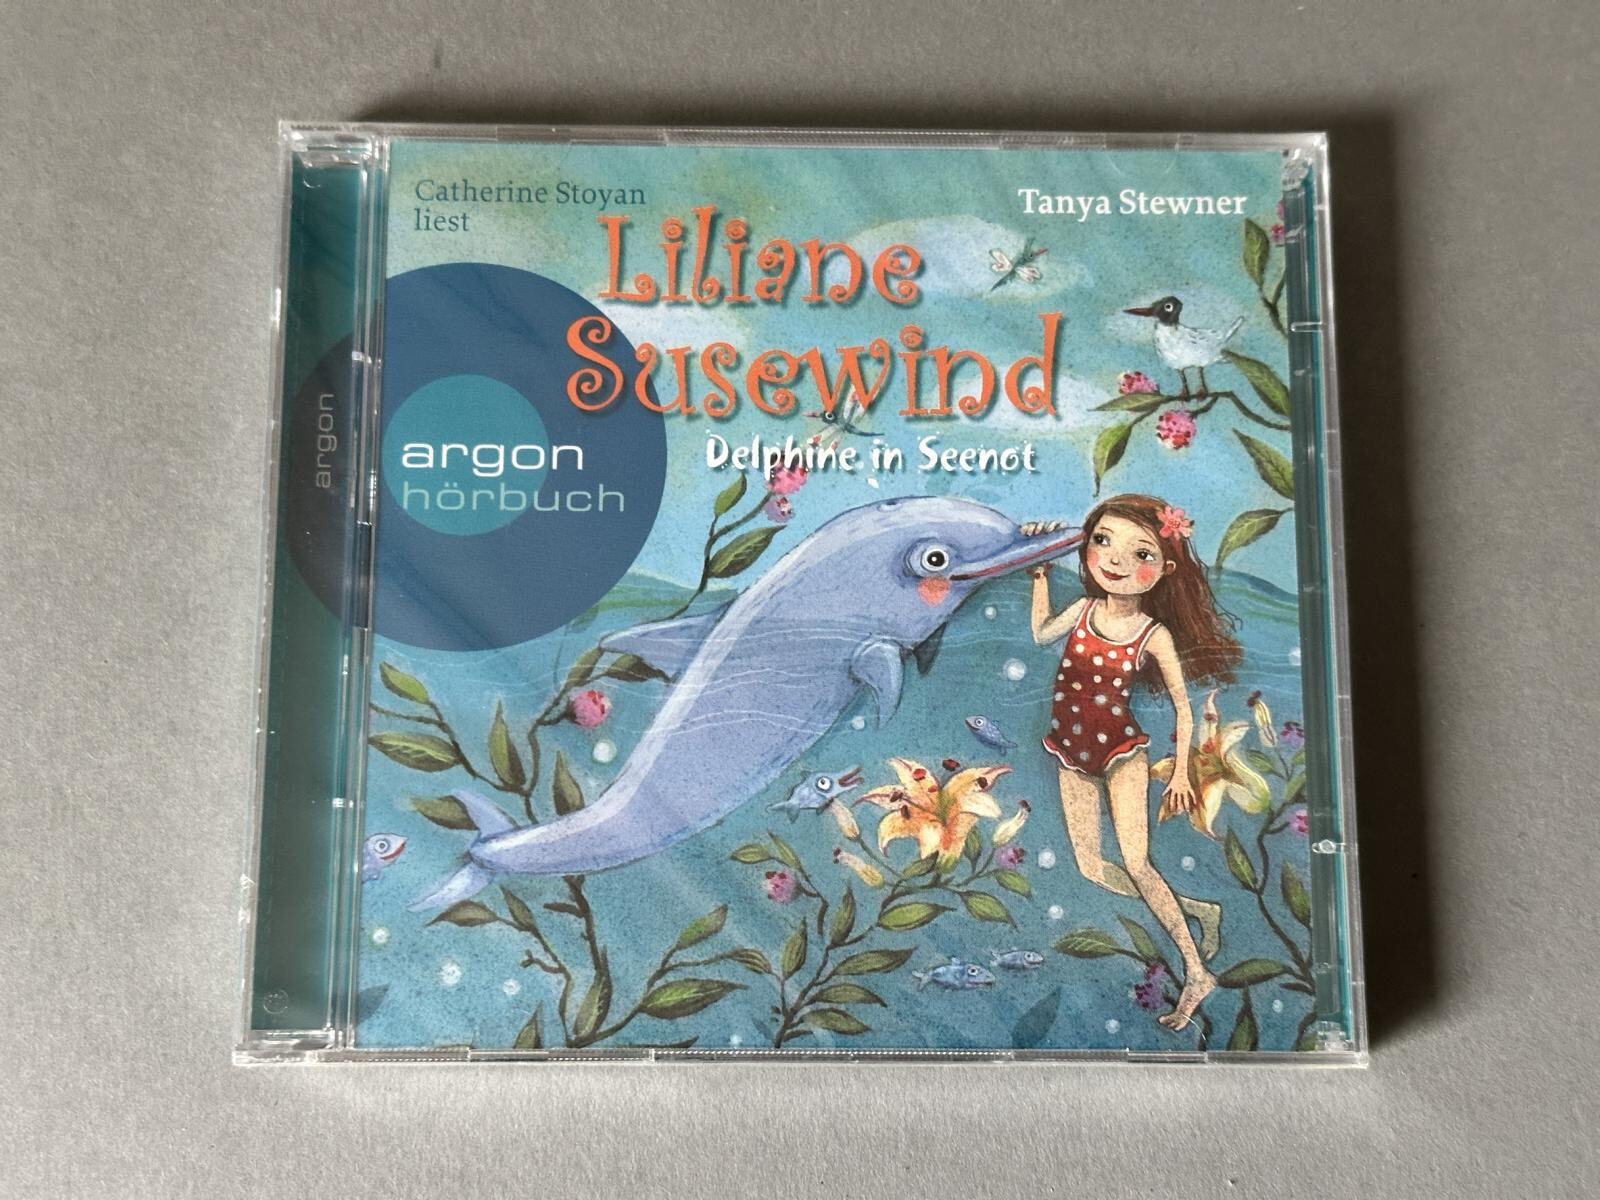 Catherine Stoyan
liest
Tanya Stewner
Liliane
Susewind
Delphine in Seenot
argon
hörbuch
argon